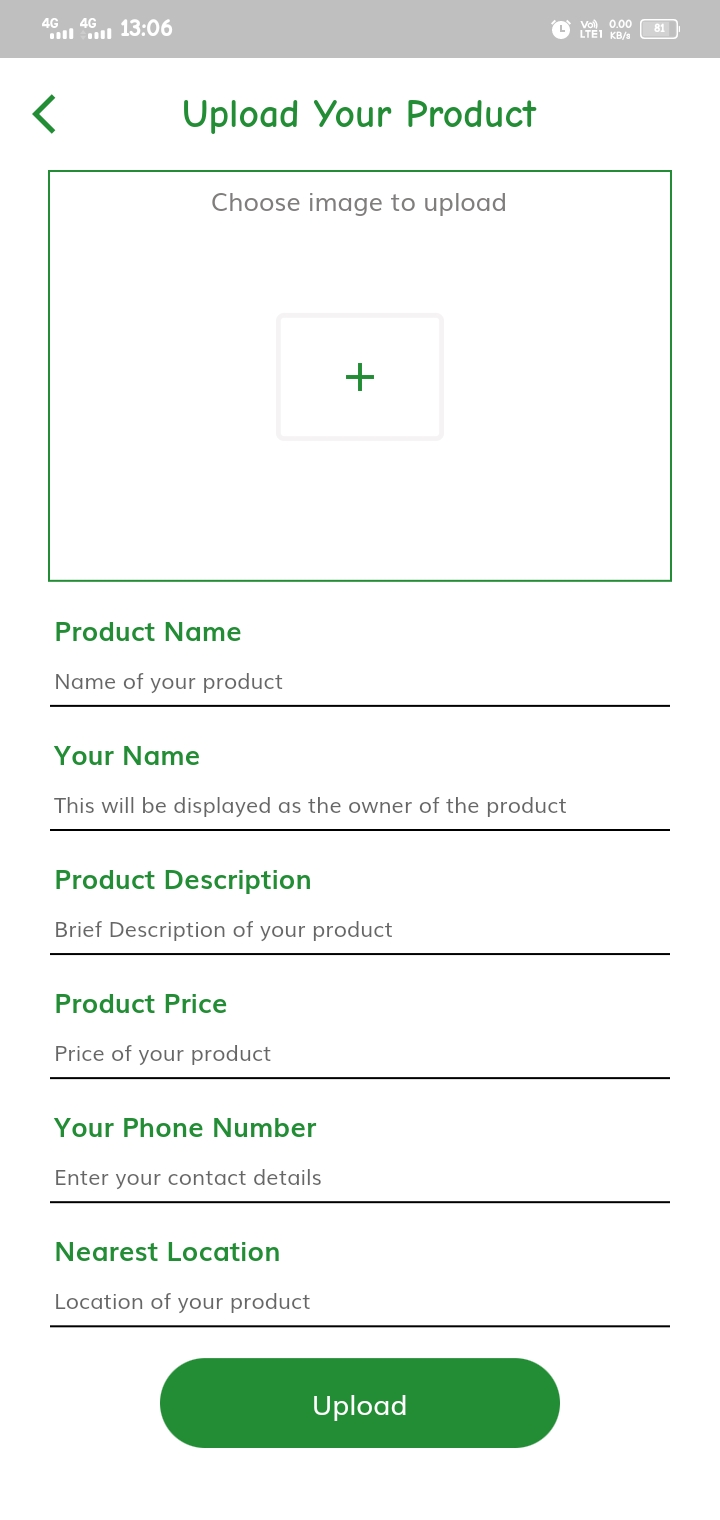 4G 4G 13:06 Vo) LTE1 0.00 KB/s 81
Upload Your Product
Choose image to upload
+
Product Name
Name of your product
Your Name
This will be displayed as the owner of the product
Product Description
Brief Description of your product
Product Price
Price of your product
Your Phone Number
Enter your contact details
Nearest Location
Location of your product
Upload